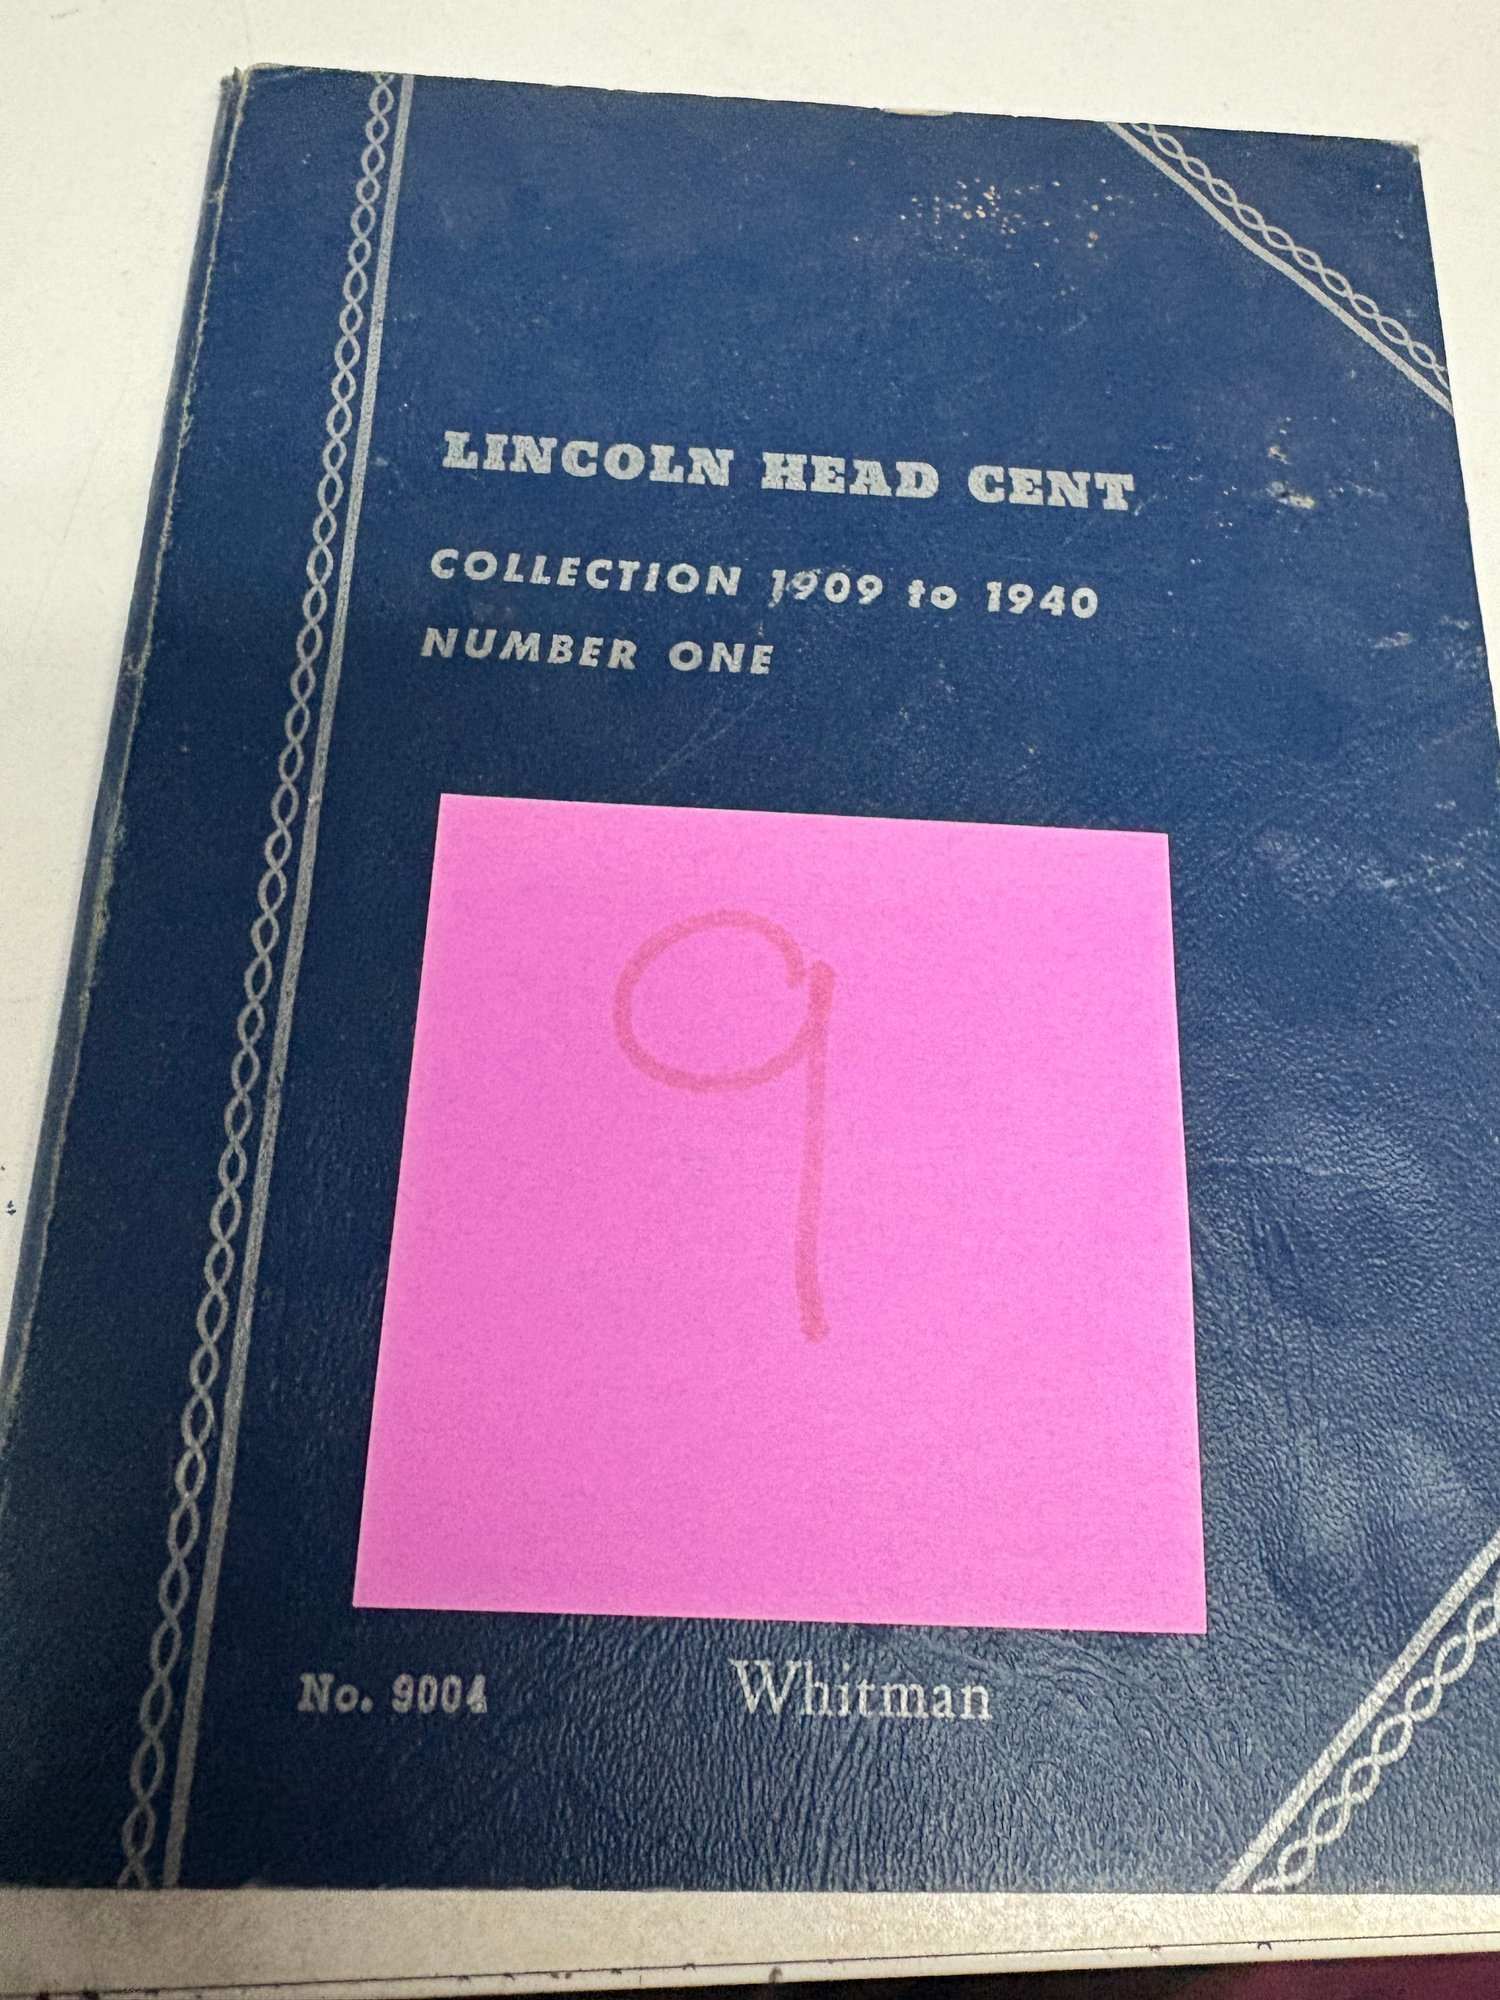 LINCOLN HEAD CENT
COLLECTION 1909 to 1940
NUMBER ONE
9
No. 9004 Whitman